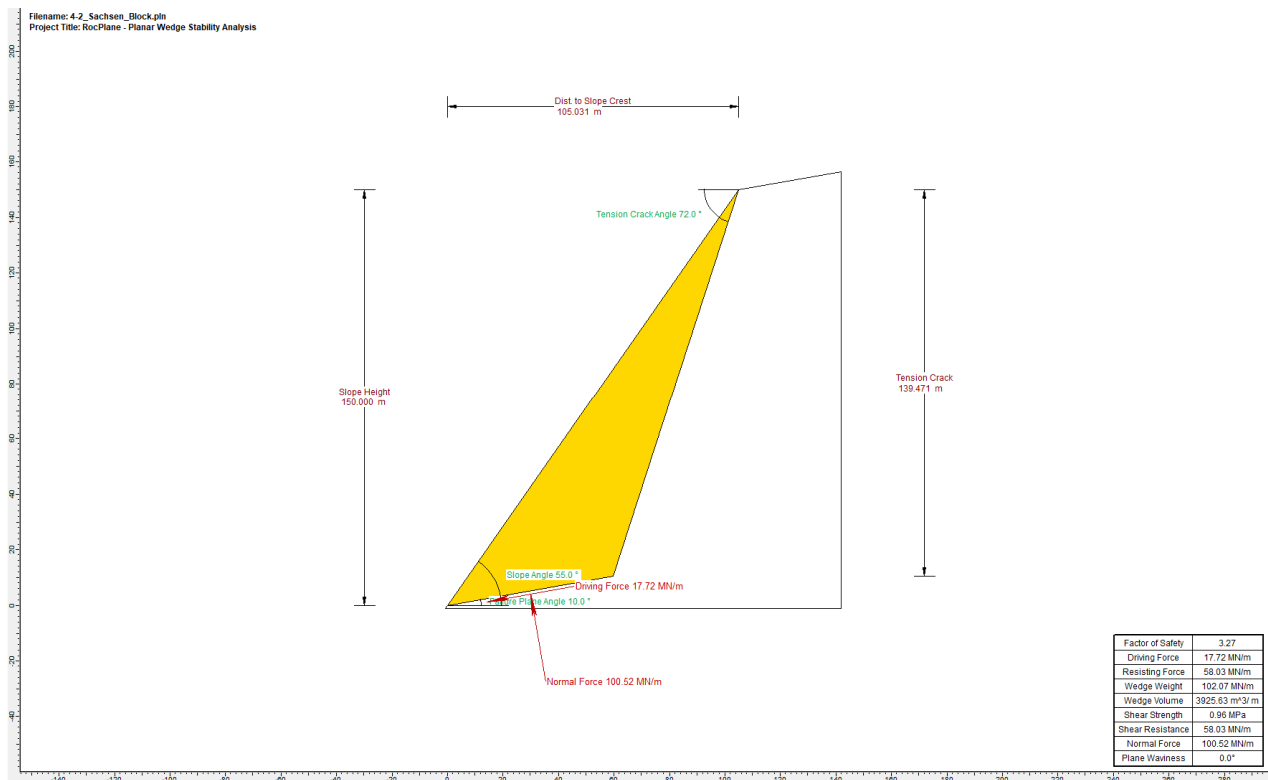 Filename: 4-2_Sachsen_Block.pln
Project Title: RocPlane - Planar Wedge Stability Analysis
Dist. to Slope Crest
105.031 m
Tension Crack Angle 72.0 °
Slope Height
150.000 m
Tension Crack
139.471 m
Slope Angle 55.0 °
Driving Force 17.72 MN/m
Plane Angle 10.0 °
Normal Force 100.52 MN/m
Factor of Safety 3.27
Driving Force 17.72 MN/m
Resisting Force 58.03 MN/m
Wedge Weight 102.07 MN/m
Wedge Volume 3925.63 m^3/ m
Shear Strength 0.96 MPa
Shear Resistance 58.03 MN/m
Normal Force 100.52 MN/m
Plane Waviness 0.0°